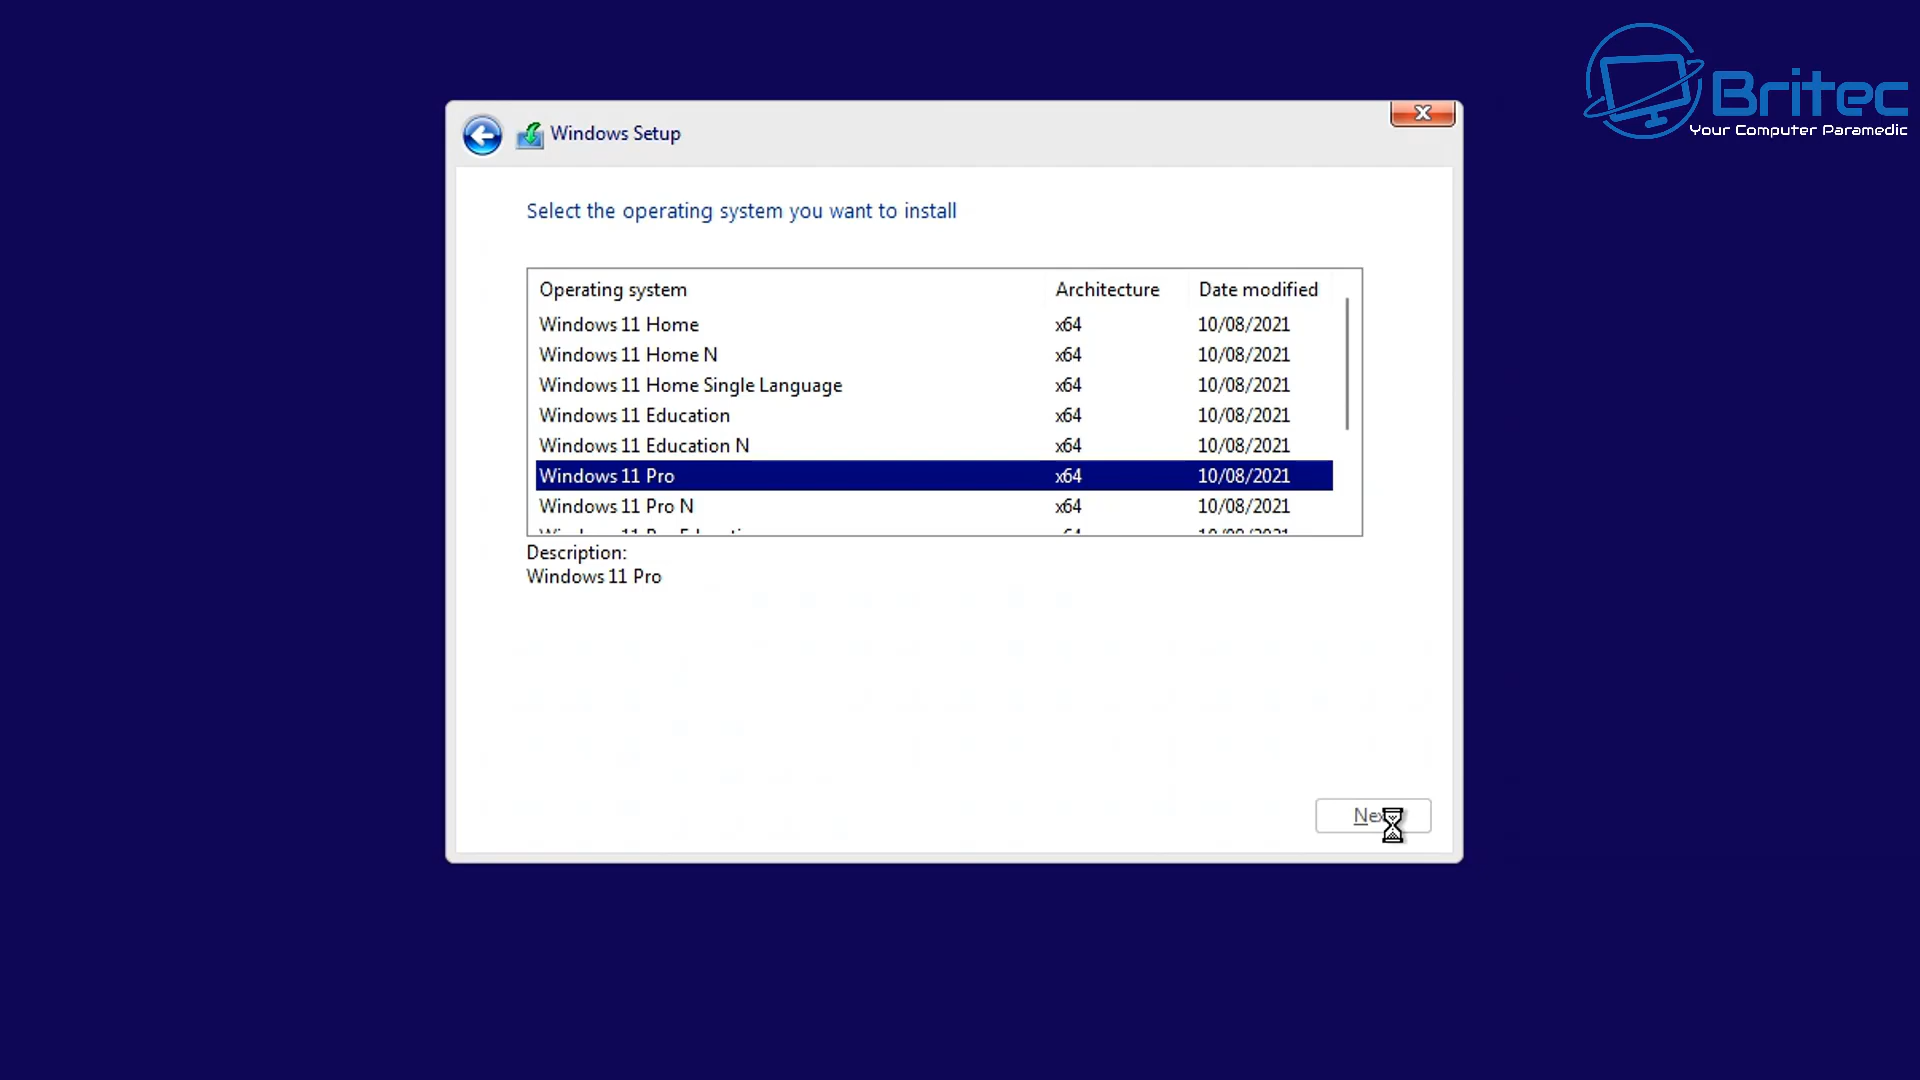 Britec
Your Computer Paramedic
Windows Setup
X
Select the operating system you want to install
Operating system Architecture Date modified
Windows 11 Home x64 10/08/2021
Windows 11 Home N x64 10/08/2021
Windows 11 Home Single Language x64 10/08/2021
Windows 11 Education x64 10/08/2021
Windows 11 Education N x64 10/08/2021
Windows 11 Pro x64 10/08/2021
Windows 11 Pro N x64 10/08/2021
Description:
Windows 11 Pro